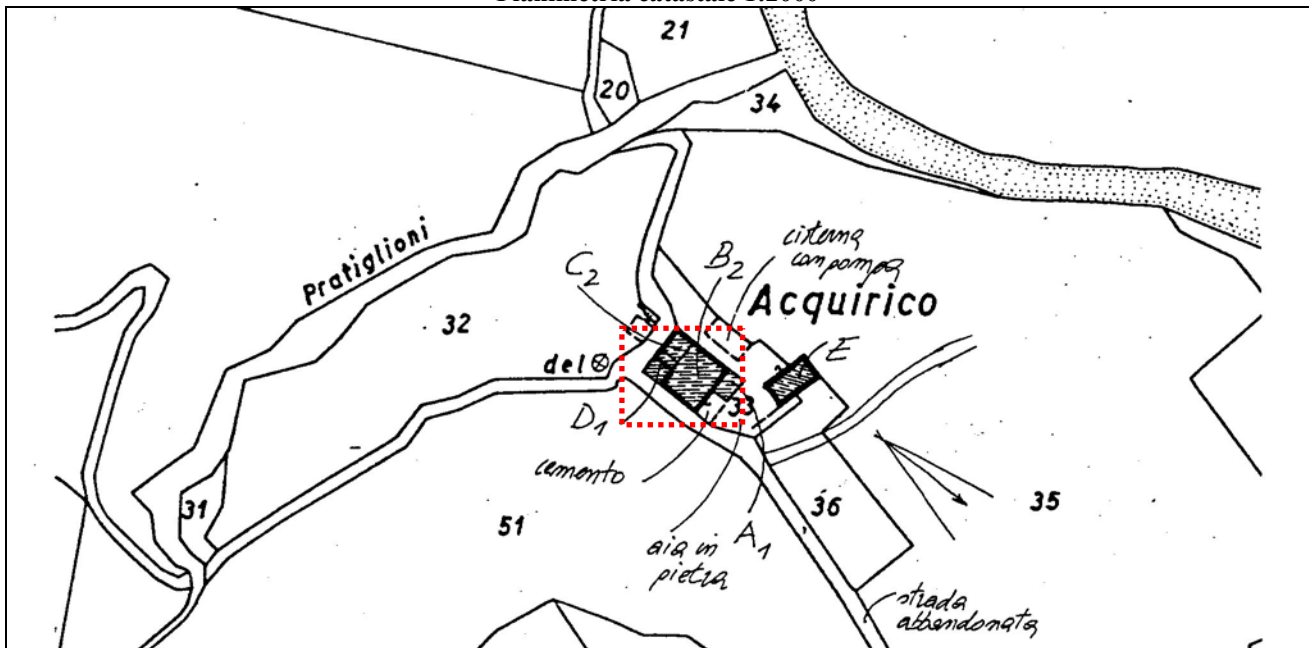 21
20
34
cisterna
con pompa
B2
C2
Pratiglioni
Acquirico
32
E
del
33
D1
cemento
31
51
36
35
aia in
pietra
A1
strada
abbandonata